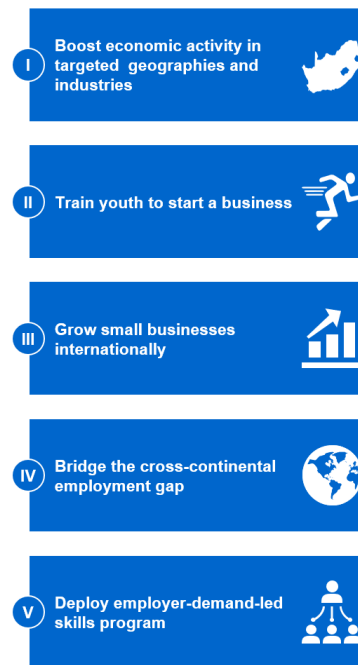 I
Boost economic activity in
targeted geographies and
industries
II
Train youth to start a business
III
Grow small businesses
internationally
IV
Bridge the cross-continental
employment gap
V
Deploy employer-demand-led
skills program